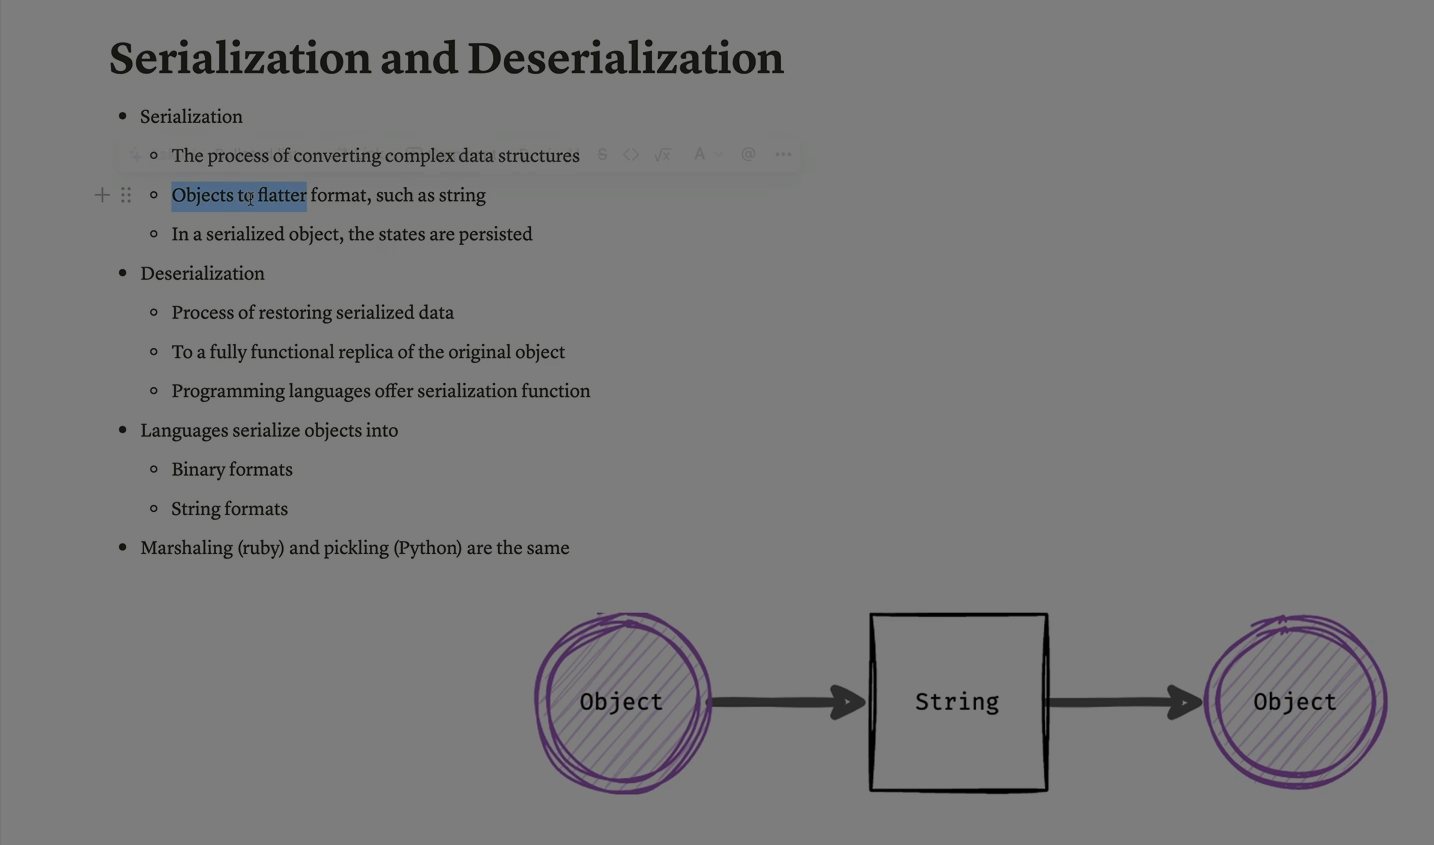 Serialization and Deserialization
Serialization
The process of converting complex data structures
S <> √x A @ •••
Objects to flatter format, such as string
In a serialized object, the states are persisted
Deserialization
Process of restoring serialized data
To a fully functional replica of the original object
Programming languages offer serialization function
Languages serialize objects into
Binary formats
String formats
Marshaling (ruby) and pickling (Python) are the same
Object
String
Object